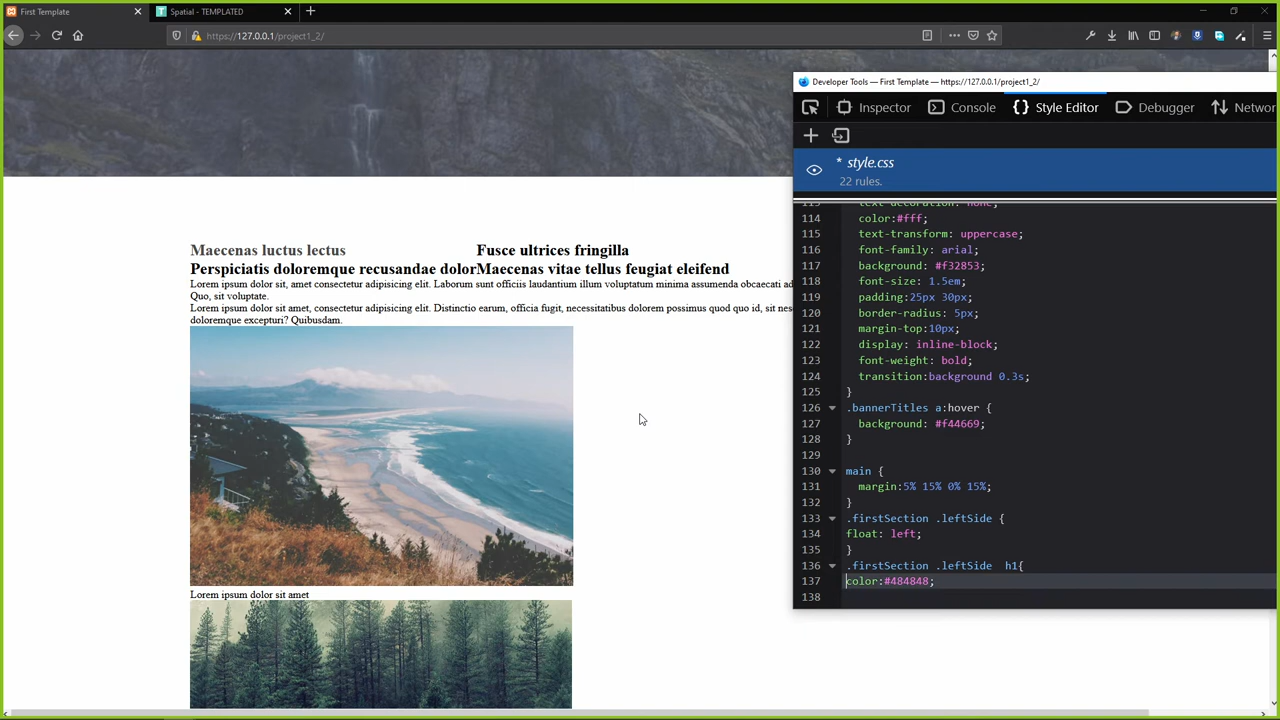 First Template
Spatial - TEMPLATED
https://127.0.0.1/project1_2/
Developer Tools — First Template — https://127.0.0.1/project1_2/
Inspector Console Style Editor Debugger Networ
* style.css
22 rules.
113 text-decoration: none;
114 color:#fff;
115 text-transform: uppercase;
116 font-family: arial;
117 background: #f32853;
118 font-size: 1.5em;
119 padding:25px 30px;
120 border-radius: 5px;
121 margin-top:10px;
122 display: inline-block;
123 font-weight: bold;
124 transition:background 0.3s;
125 }
126 .bannerTitles a:hover {
127 background: #f44669;
128 }
129
130 main {
131 margin:5% 15% 0% 15%;
132 }
133 .firstSection .leftSide {
134 float: left;
135 }
136 .firstSection .leftSide  h1{
137 color:#484848;
138
Maecenas luctus lectus
Fusce ultrices fringilla
Perspiciatis doloremque recusandae dolorMaecenas vitae tellus feugiat eleifend
Lorem ipsum dolor sit, amet consectetur adipisicing elit. Laborum sunt officiis laudantium illum voluptatum minima assumenda obcaecati ad
Quo, sit voluptate.
Lorem ipsum dolor sit amet, consectetur adipisicing elit. Distinctio earum, officia fugit, necessitatibus dolorem possimus quod quo id, sit nes
doloremque excepturi? Quibusdam.
Lorem ipsum dolor sit amet